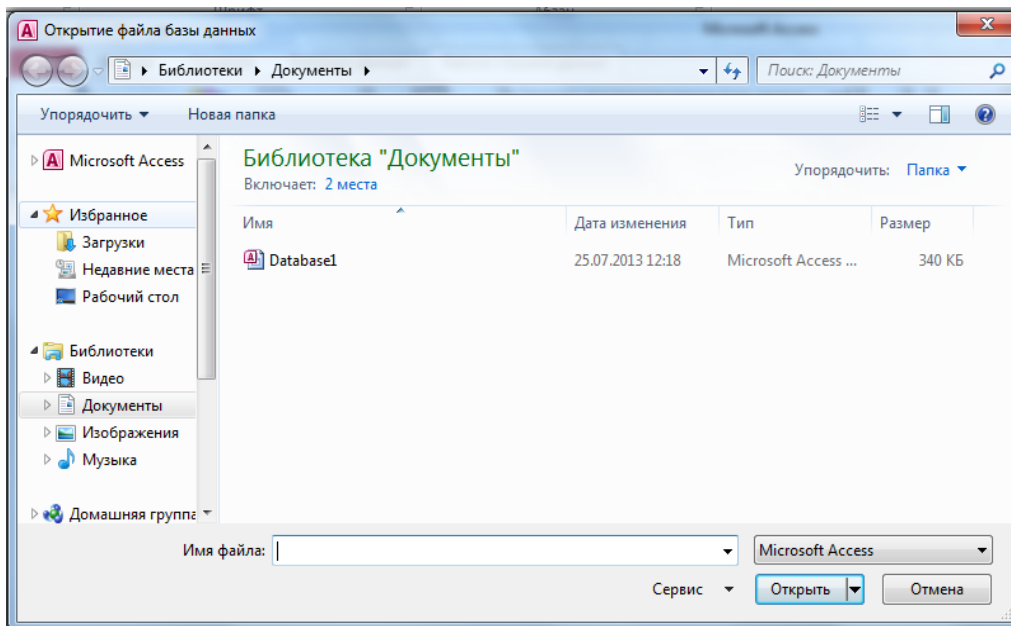 Открытие файла базы данных
Библиотеки Документы
Поиск: Документы
Упорядочить Новая папка
Microsoft Access
Избранное
Загрузки
Недавние места
Рабочий стол
Библиотеки
Видео
Документы
Изображения
Музыка
Домашняя группа
Библиотека "Документы"
Включает: 2 места
Упорядочить: Папка
Имя Дата изменения Тип Размер
Database1 25.07.2013 12:18 Microsoft Access ... 340 КБ
Имя файла:
Microsoft Access
Сервис Открыть Отмена